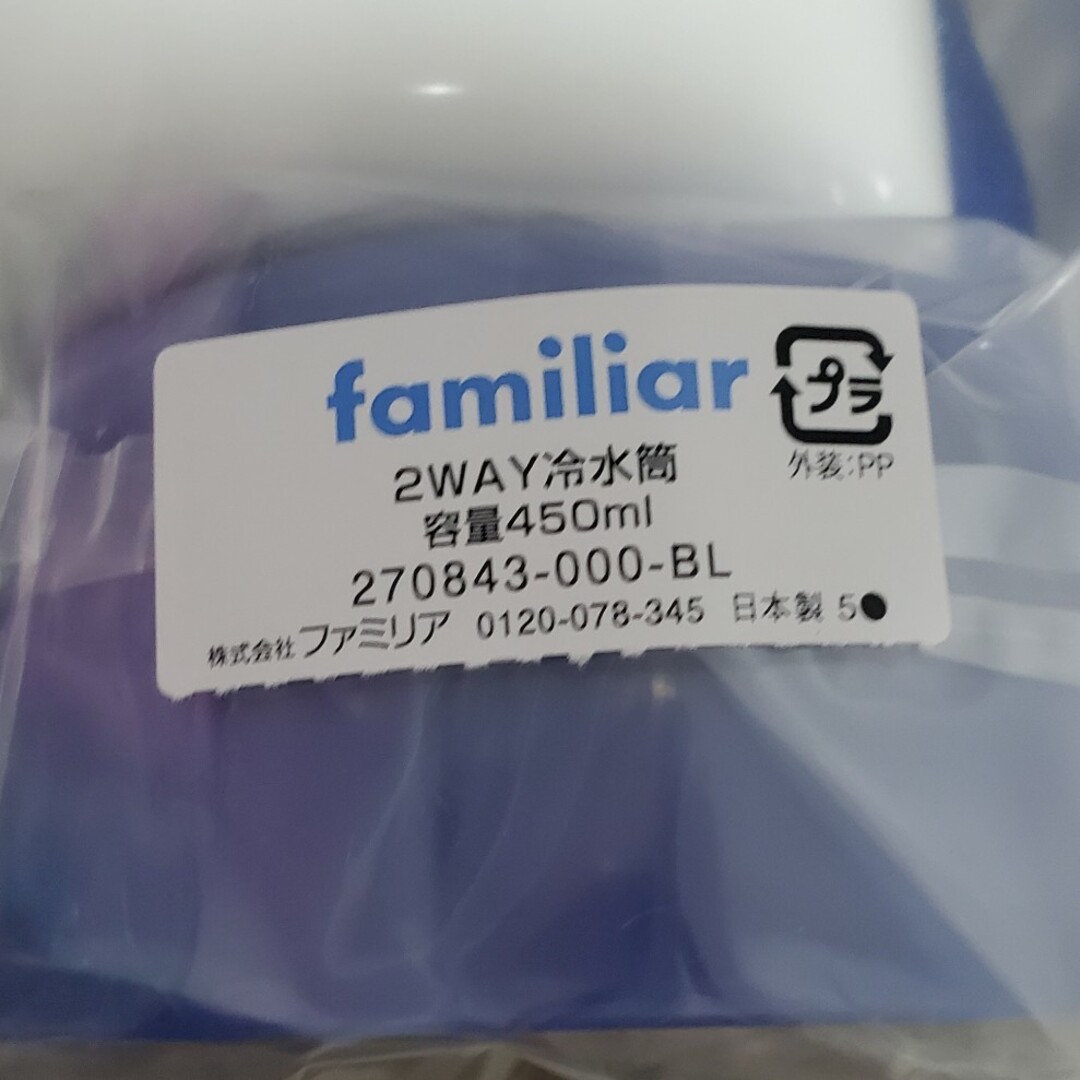 familiar
プラ
外装:PP
2WAY冷水筒
容量450ml
270843-000-BL
株式会社ファミリア 0120-078-345 日本製 5●